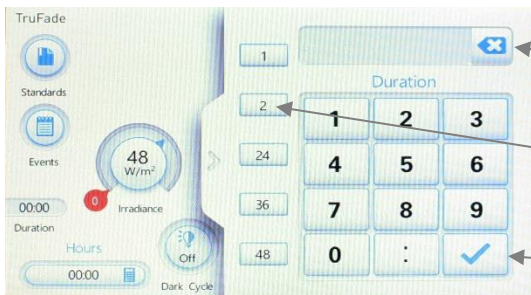 TruFade
Standards
Events
48
W/m²
0
Irradiance
00:00
Duration
Hours
00:00
Off
Dark Cycle
1
2
24
36
48
Duration
1 2 3
4 5 6
7 8 9
0 :